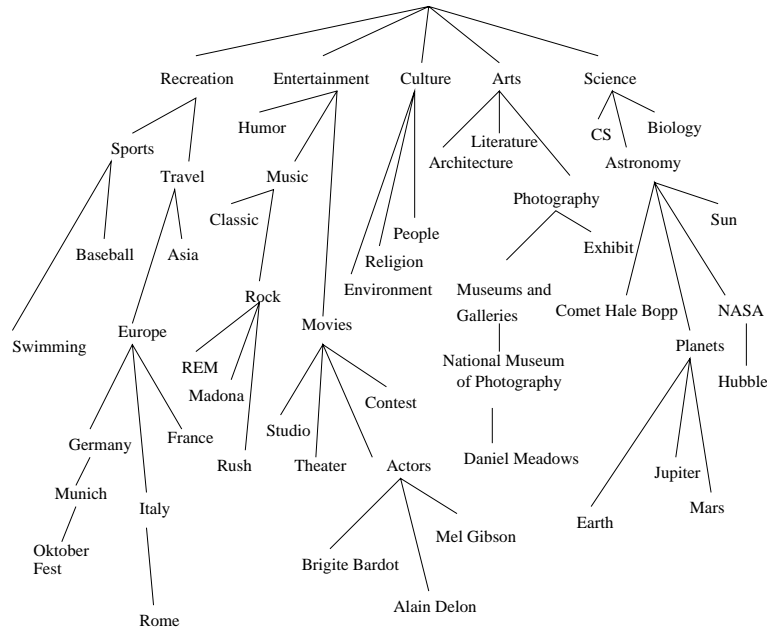 Recreation
Entertainment
Culture
Arts
Science
Humor
CS
Biology
Sports
Literature
Architecture
Astronomy
Travel
Music
Photography
Classic
Sun
People
Baseball
Asia
Religion
Exhibit
Environment
Rock
Museums and
Galleries
Comet Hale Bopp
NASA
Swimming
Europe
Movies
Planets
REM
National Museum
of Photography
Madona
Contest
Hubble
Germany
France
Studio
Rush
Theater
Actors
Daniel Meadows
Jupiter
Munich
Italy
Mars
Earth
Mel Gibson
Oktober
Fest
Brigite Bardot
Alain Delon
Rome